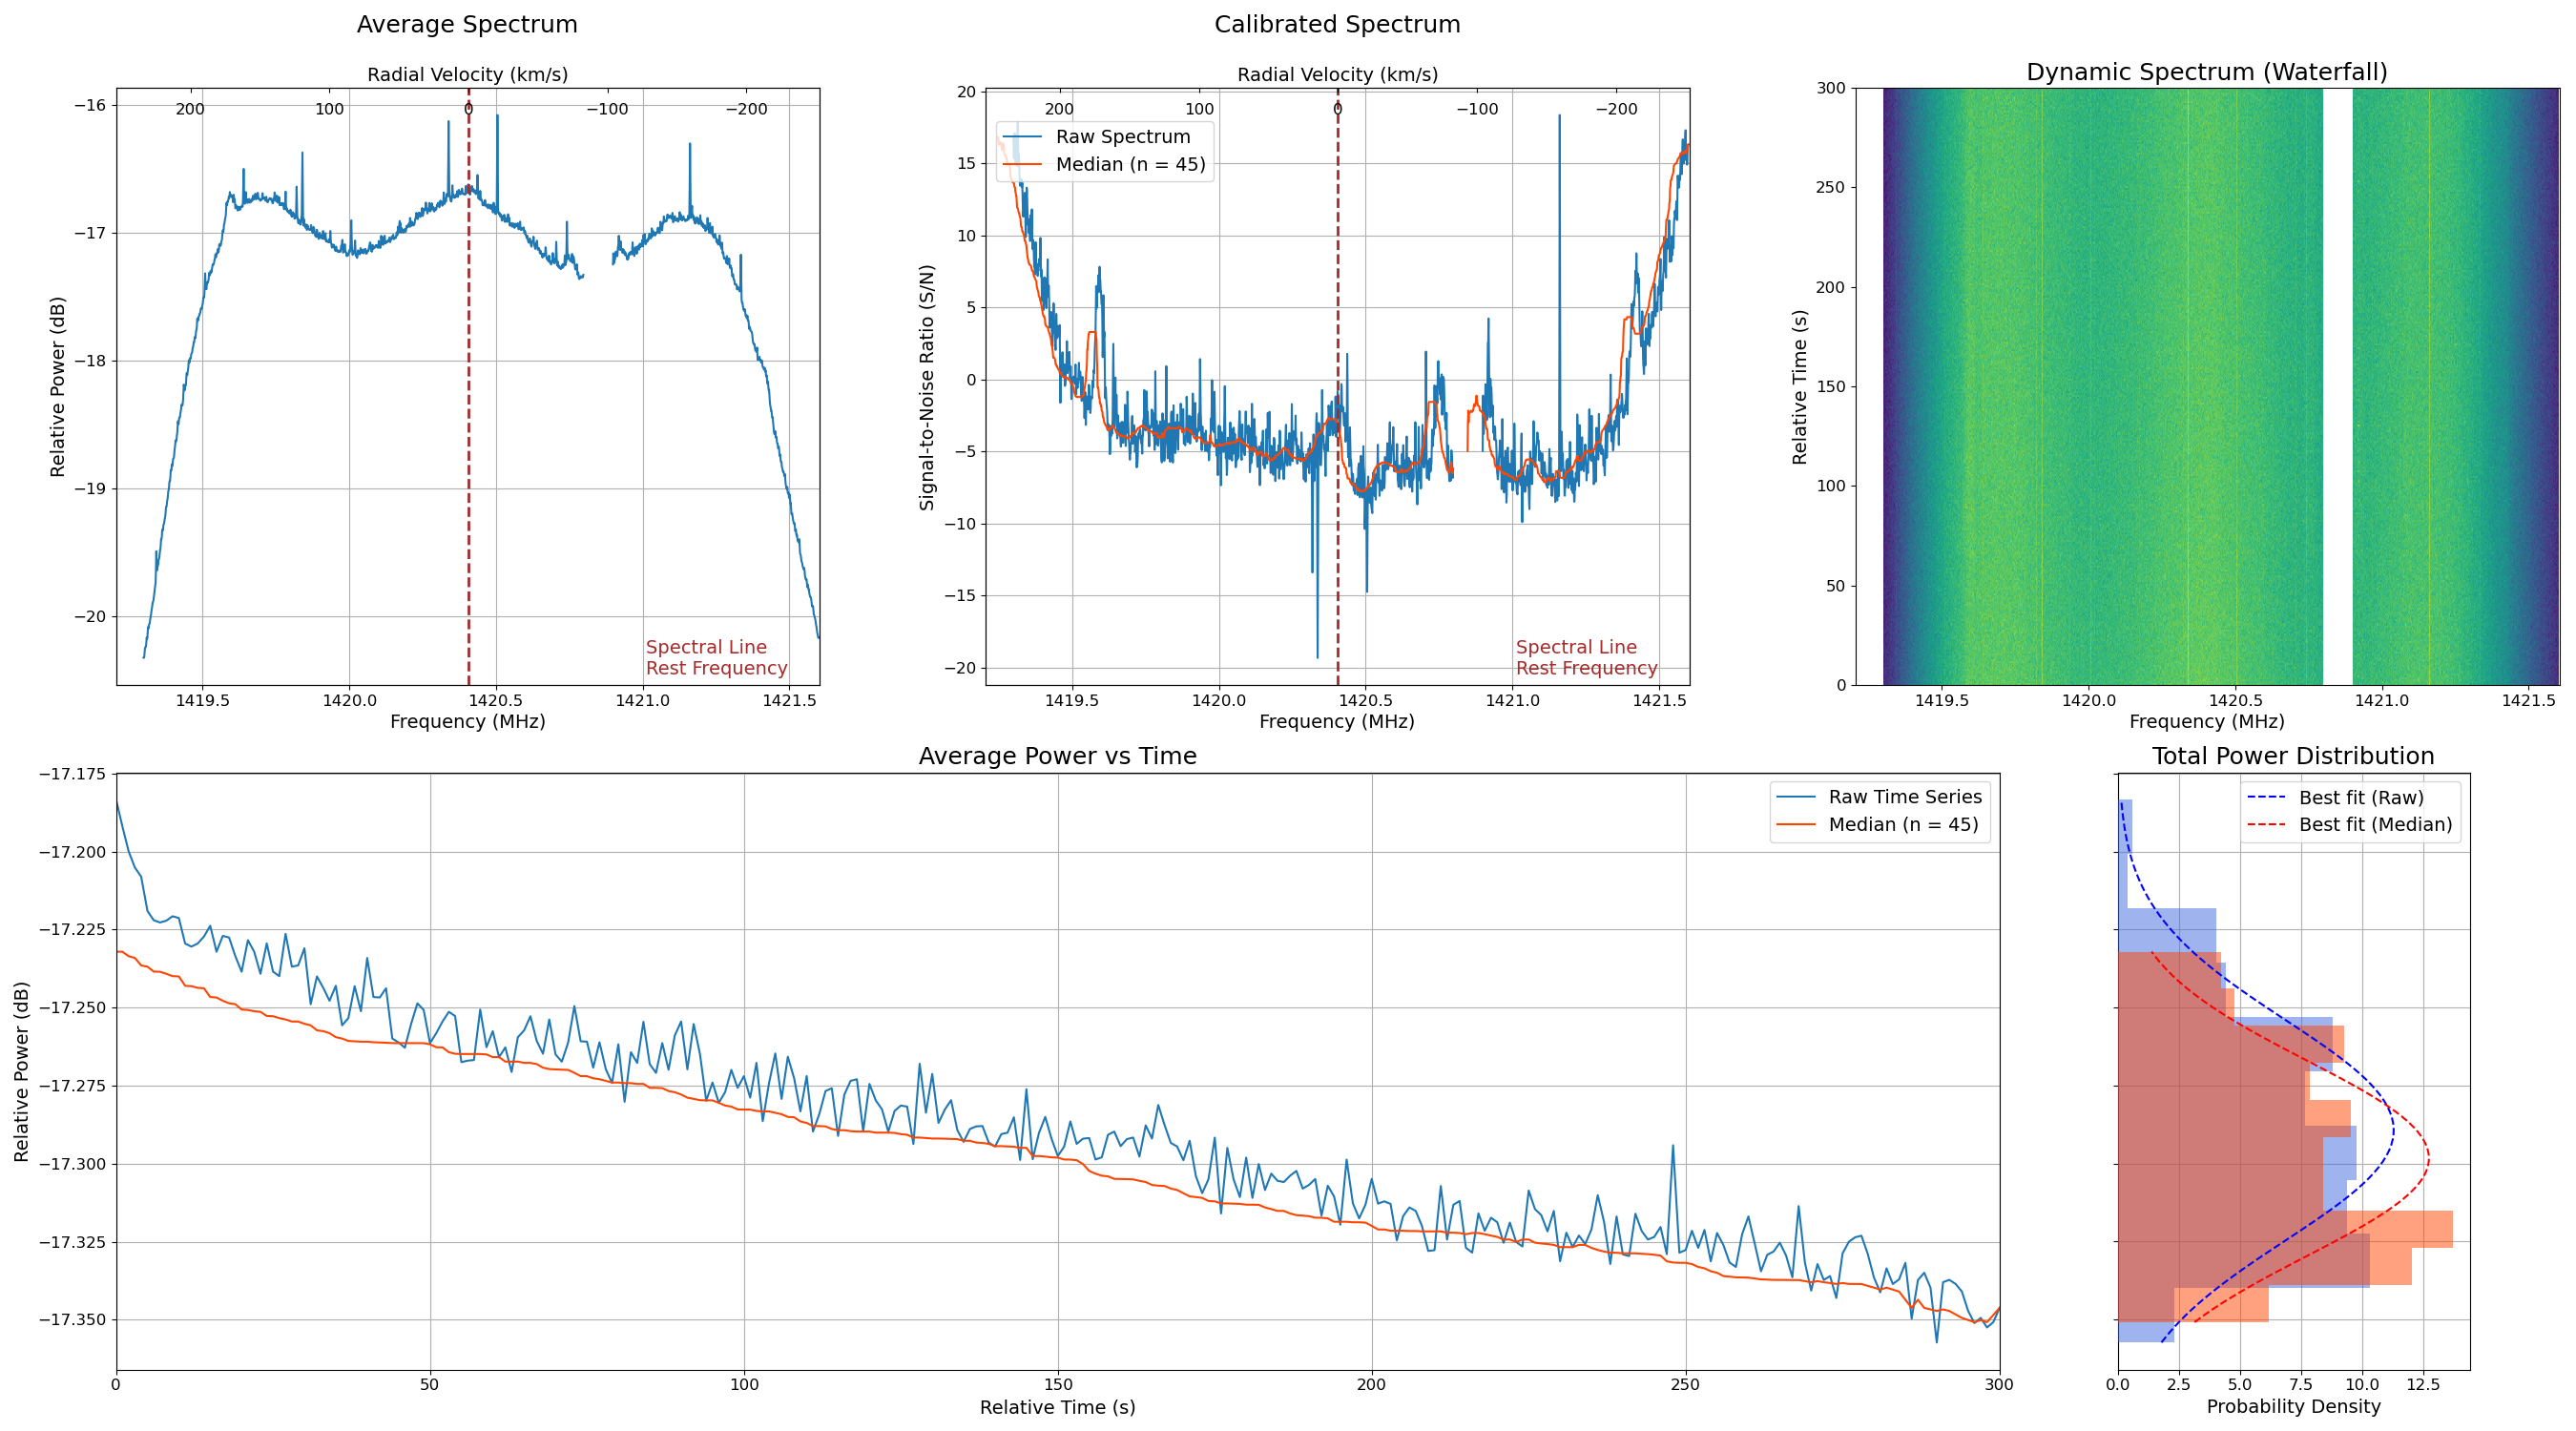 Average Spectrum
Radial Velocity (km/s)
200 100 0 −100 −200
−16
−17
−18
−19
−20
Relative Power (dB)
Spectral Line
Rest Frequency
1419.5 1420.0 1420.5 1421.0 1421.5
Frequency (MHz)
Calibrated Spectrum
Radial Velocity (km/s)
200 100 0 −100 −200
Raw Spectrum
Median (n = 45)
20
15
10
5
0
−5
−10
−15
−20
Signal-to-Noise Ratio (S/N)
Spectral Line
Rest Frequency
1419.5 1420.0 1420.5 1421.0 1421.5
Frequency (MHz)
Dynamic Spectrum (Waterfall)
300
250
200
150
100
50
0
Relative Time (s)
1419.5 1420.0 1420.5 1421.0 1421.5
Frequency (MHz)
Average Power vs Time
Raw Time Series
Median (n = 45)
−17.175
−17.200
−17.225
−17.250
−17.275
−17.300
−17.325
−17.350
Relative Power (dB)
0 50 100 150 200 250 300
Relative Time (s)
Total Power Distribution
Best fit (Raw)
Best fit (Median)
0.0 2.5 5.0 7.5 10.0 12.5
Probability Density